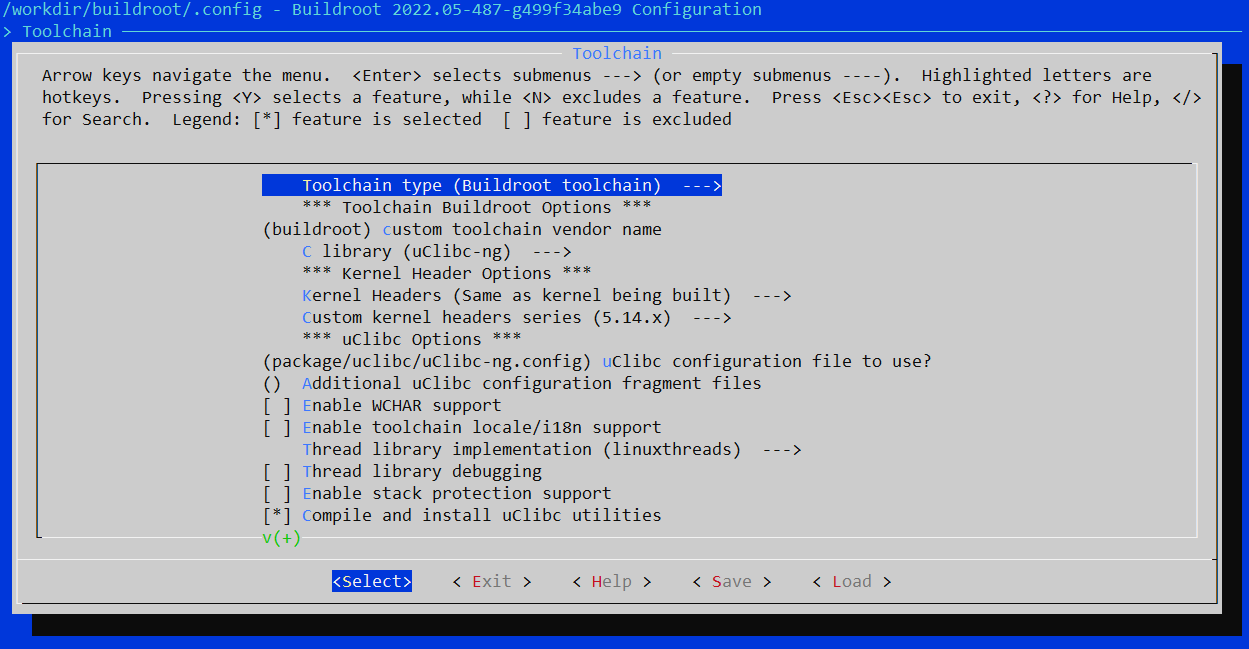 /workdir/buildroot/.config - Buildroot 2022.05-487-g499f34abe9 Configuration
> Toolchain
Toolchain
Arrow keys navigate the menu.  <Enter> selects submenus ---> (or empty submenus ----).  Highlighted letters are
hotkeys.  Pressing <Y> selects a feature, while <N> excludes a feature.  Press <Esc><Esc> to exit, <?> for Help, </>
for Search.  Legend: [*] feature is selected  [ ] feature is excluded
Toolchain type (Buildroot toolchain)  --->
*** Toolchain Buildroot Options ***
(buildroot) custom toolchain vendor name
C library (uClibc-ng)  --->
*** Kernel Header Options ***
Kernel Headers (Same as kernel being built)  --->
Custom kernel headers series (5.14.x)  --->
*** uClibc Options ***
(package/uclibc/uClibc-ng.config) uClibc configuration file to use?
()  Additional uClibc configuration fragment files
[ ] Enable WCHAR support
[ ] Enable toolchain locale/i18n support
Thread library implementation (linuxthreads)  --->
[ ] Thread library debugging
[ ] Enable stack protection support
[*] Compile and install uClibc utilities
v(+)
<Select>    < Exit >    < Help >    < Save >    < Load >